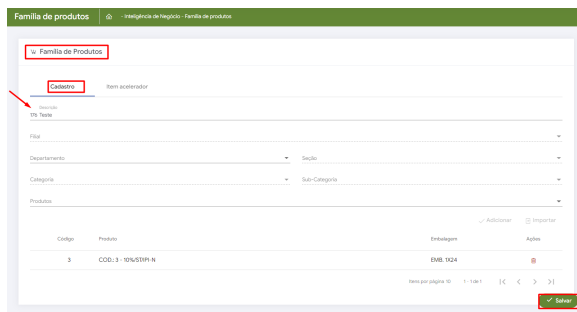 Família de produtos - Inteligência de Negócio - Família de produtos
Família de Produtos
Cadastro Item acelerador
Descrição
176 Teste
Filial
Departamento Seção
Categoria Sub-Categoria
Produtos
Adicionar Importar
Código Produto Embalagem Ações
3 COD.: 3 - 10%/ST/IPI-N EMB. 1X24
Itens por página 10 1 - 1 de 1
Salvar